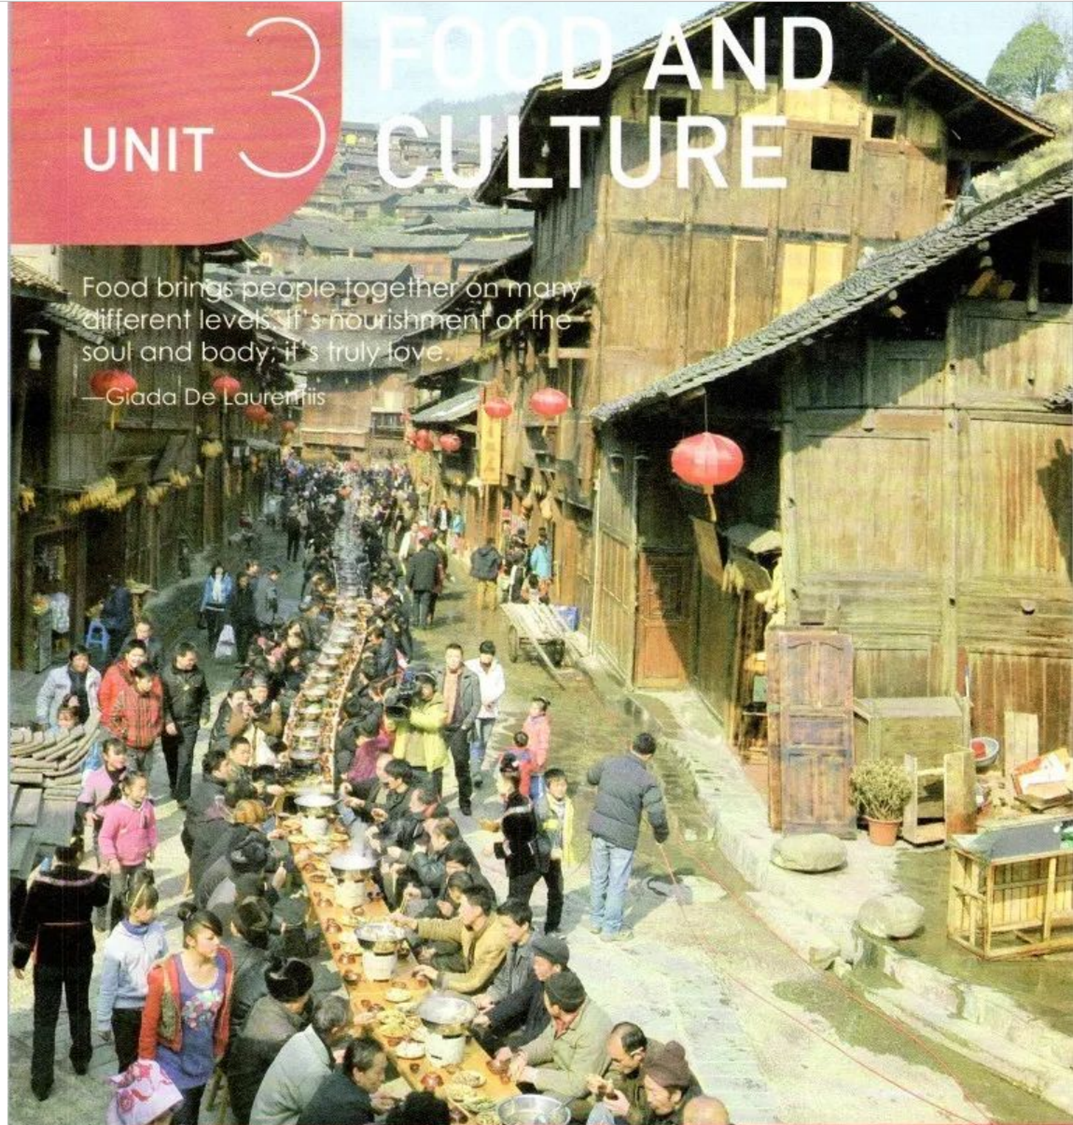 UNIT 3
FOOD AND
CULTURE
Food brings people together on many
different levels. It's nourishment of the
soul and body; it's truly love.
—Giada De Laurentiis